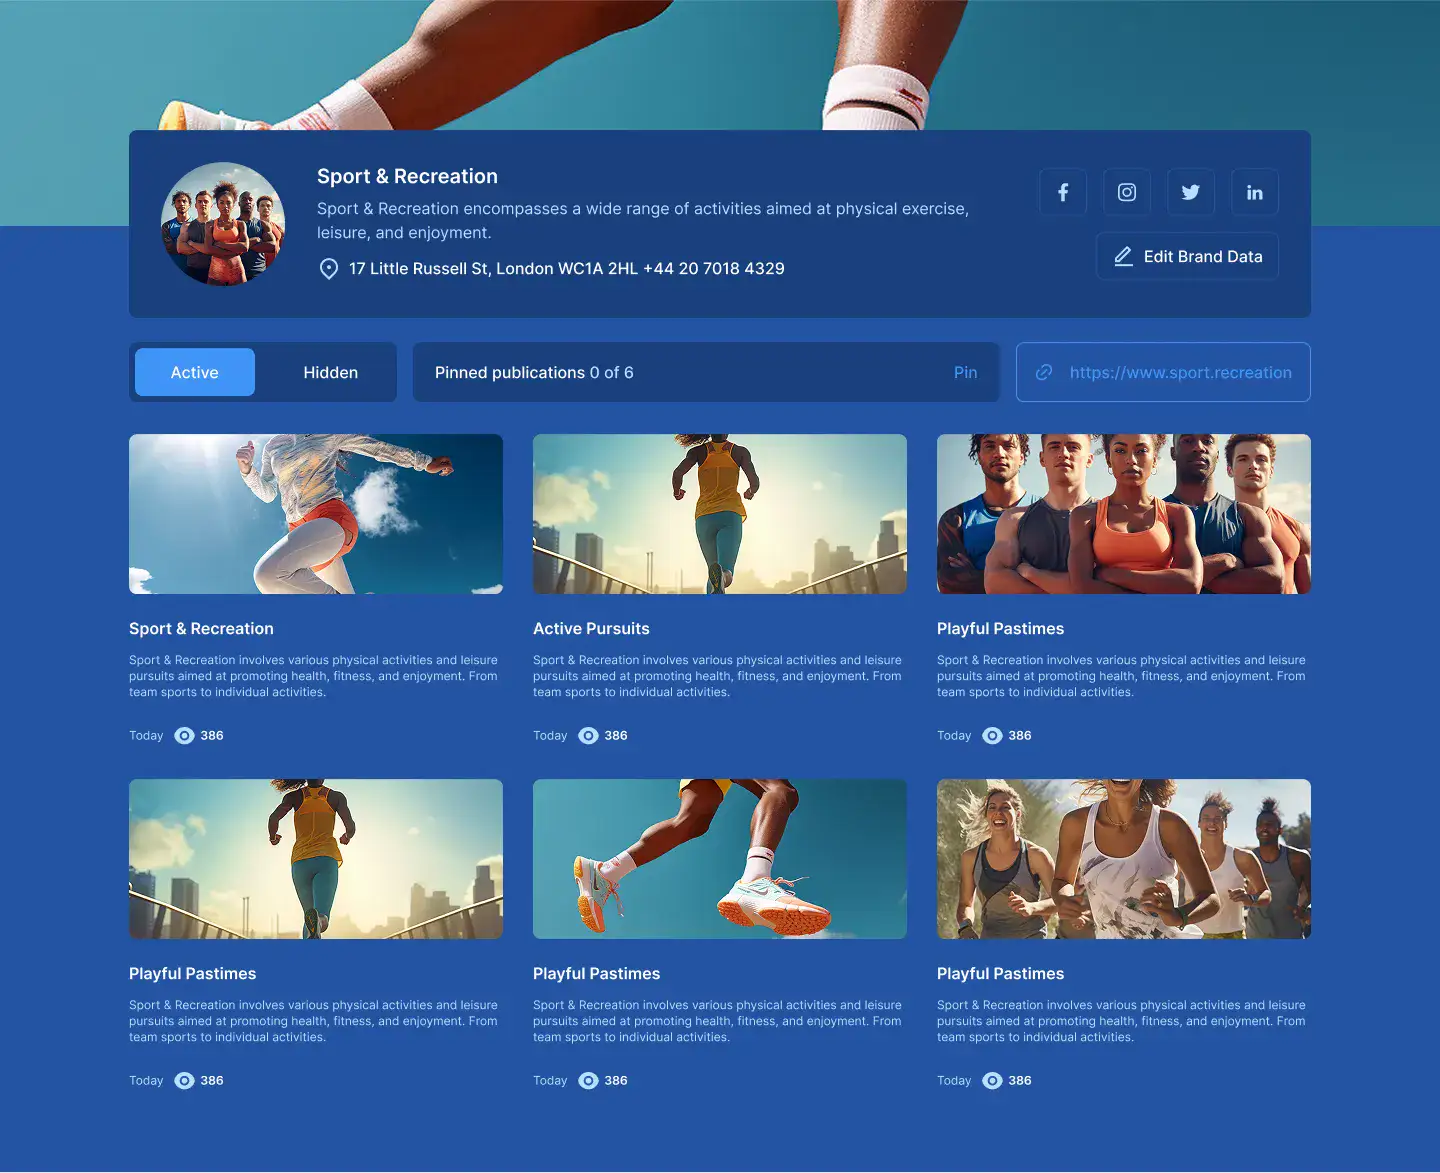 Sport & Recreation
Sport & Recreation encompasses a wide range of activities aimed at physical exercise,
leisure, and enjoyment.
17 Little Russell St, London WC1A 2HL +44 20 7018 4329
Edit Brand Data
Active
Hidden
Pinned publications 0 of 6
Pin
https://www.sport.recreation
Sport & Recreation
Sport & Recreation involves various physical activities and leisure
pursuits aimed at promoting health, fitness, and enjoyment. From
team sports to individual activities.
Today 386
Active Pursuits
Sport & Recreation involves various physical activities and leisure
pursuits aimed at promoting health, fitness, and enjoyment. From
team sports to individual activities.
Today 386
Playful Pastimes
Sport & Recreation involves various physical activities and leisure
pursuits aimed at promoting health, fitness, and enjoyment. From
team sports to individual activities.
Today 386
Playful Pastimes
Sport & Recreation involves various physical activities and leisure
pursuits aimed at promoting health, fitness, and enjoyment. From
team sports to individual activities.
Today 386
Playful Pastimes
Sport & Recreation involves various physical activities and leisure
pursuits aimed at promoting health, fitness, and enjoyment. From
team sports to individual activities.
Today 386
Playful Pastimes
Sport & Recreation involves various physical activities and leisure
pursuits aimed at promoting health, fitness, and enjoyment. From
team sports to individual activities.
Today 386